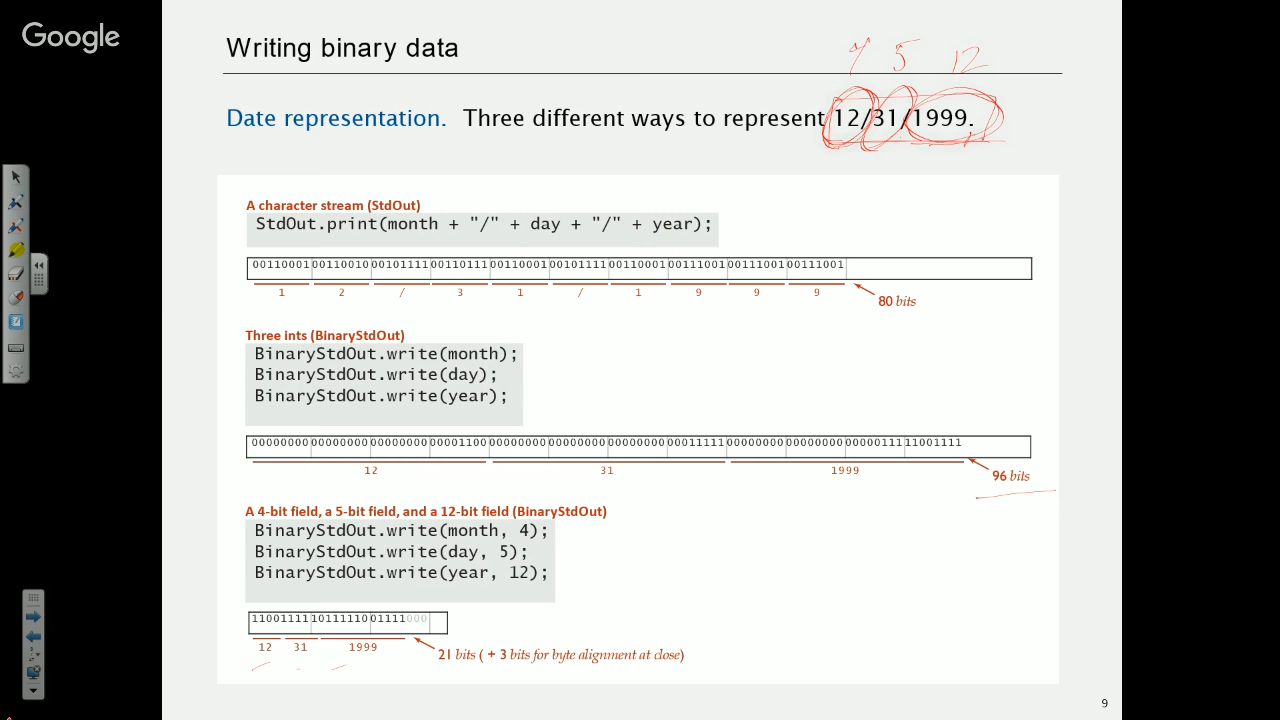 Google
Writing binary data
4 5 12
Date representation. Three different ways to represent 12/31/1999.
A character stream (StdOut)
StdOut.print(month + "/" + day + "/" + year);
00110001 00110010 00101111 00110111 00110001 00101111 00110001 00111001 00111001 00111001
1 2 / 3 1 / 1 9 9 9
80 bits
Three ints (BinaryStdOut)
BinaryStdOut.write(month);
BinaryStdOut.write(day);
BinaryStdOut.write(year);
00000000 00000000 00000000 00001100 00000000 00000000 00000000 00011111 00000000 00000000 00000111 11001111
12 31 1999
96 bits
A 4-bit field, a 5-bit field, and a 12-bit field (BinaryStdOut)
BinaryStdOut.write(month, 4);
BinaryStdOut.write(day, 5);
BinaryStdOut.write(year, 12);
110011111011111001111000
12 31 1999
21 bits ( + 3 bits for byte alignment at close)
9